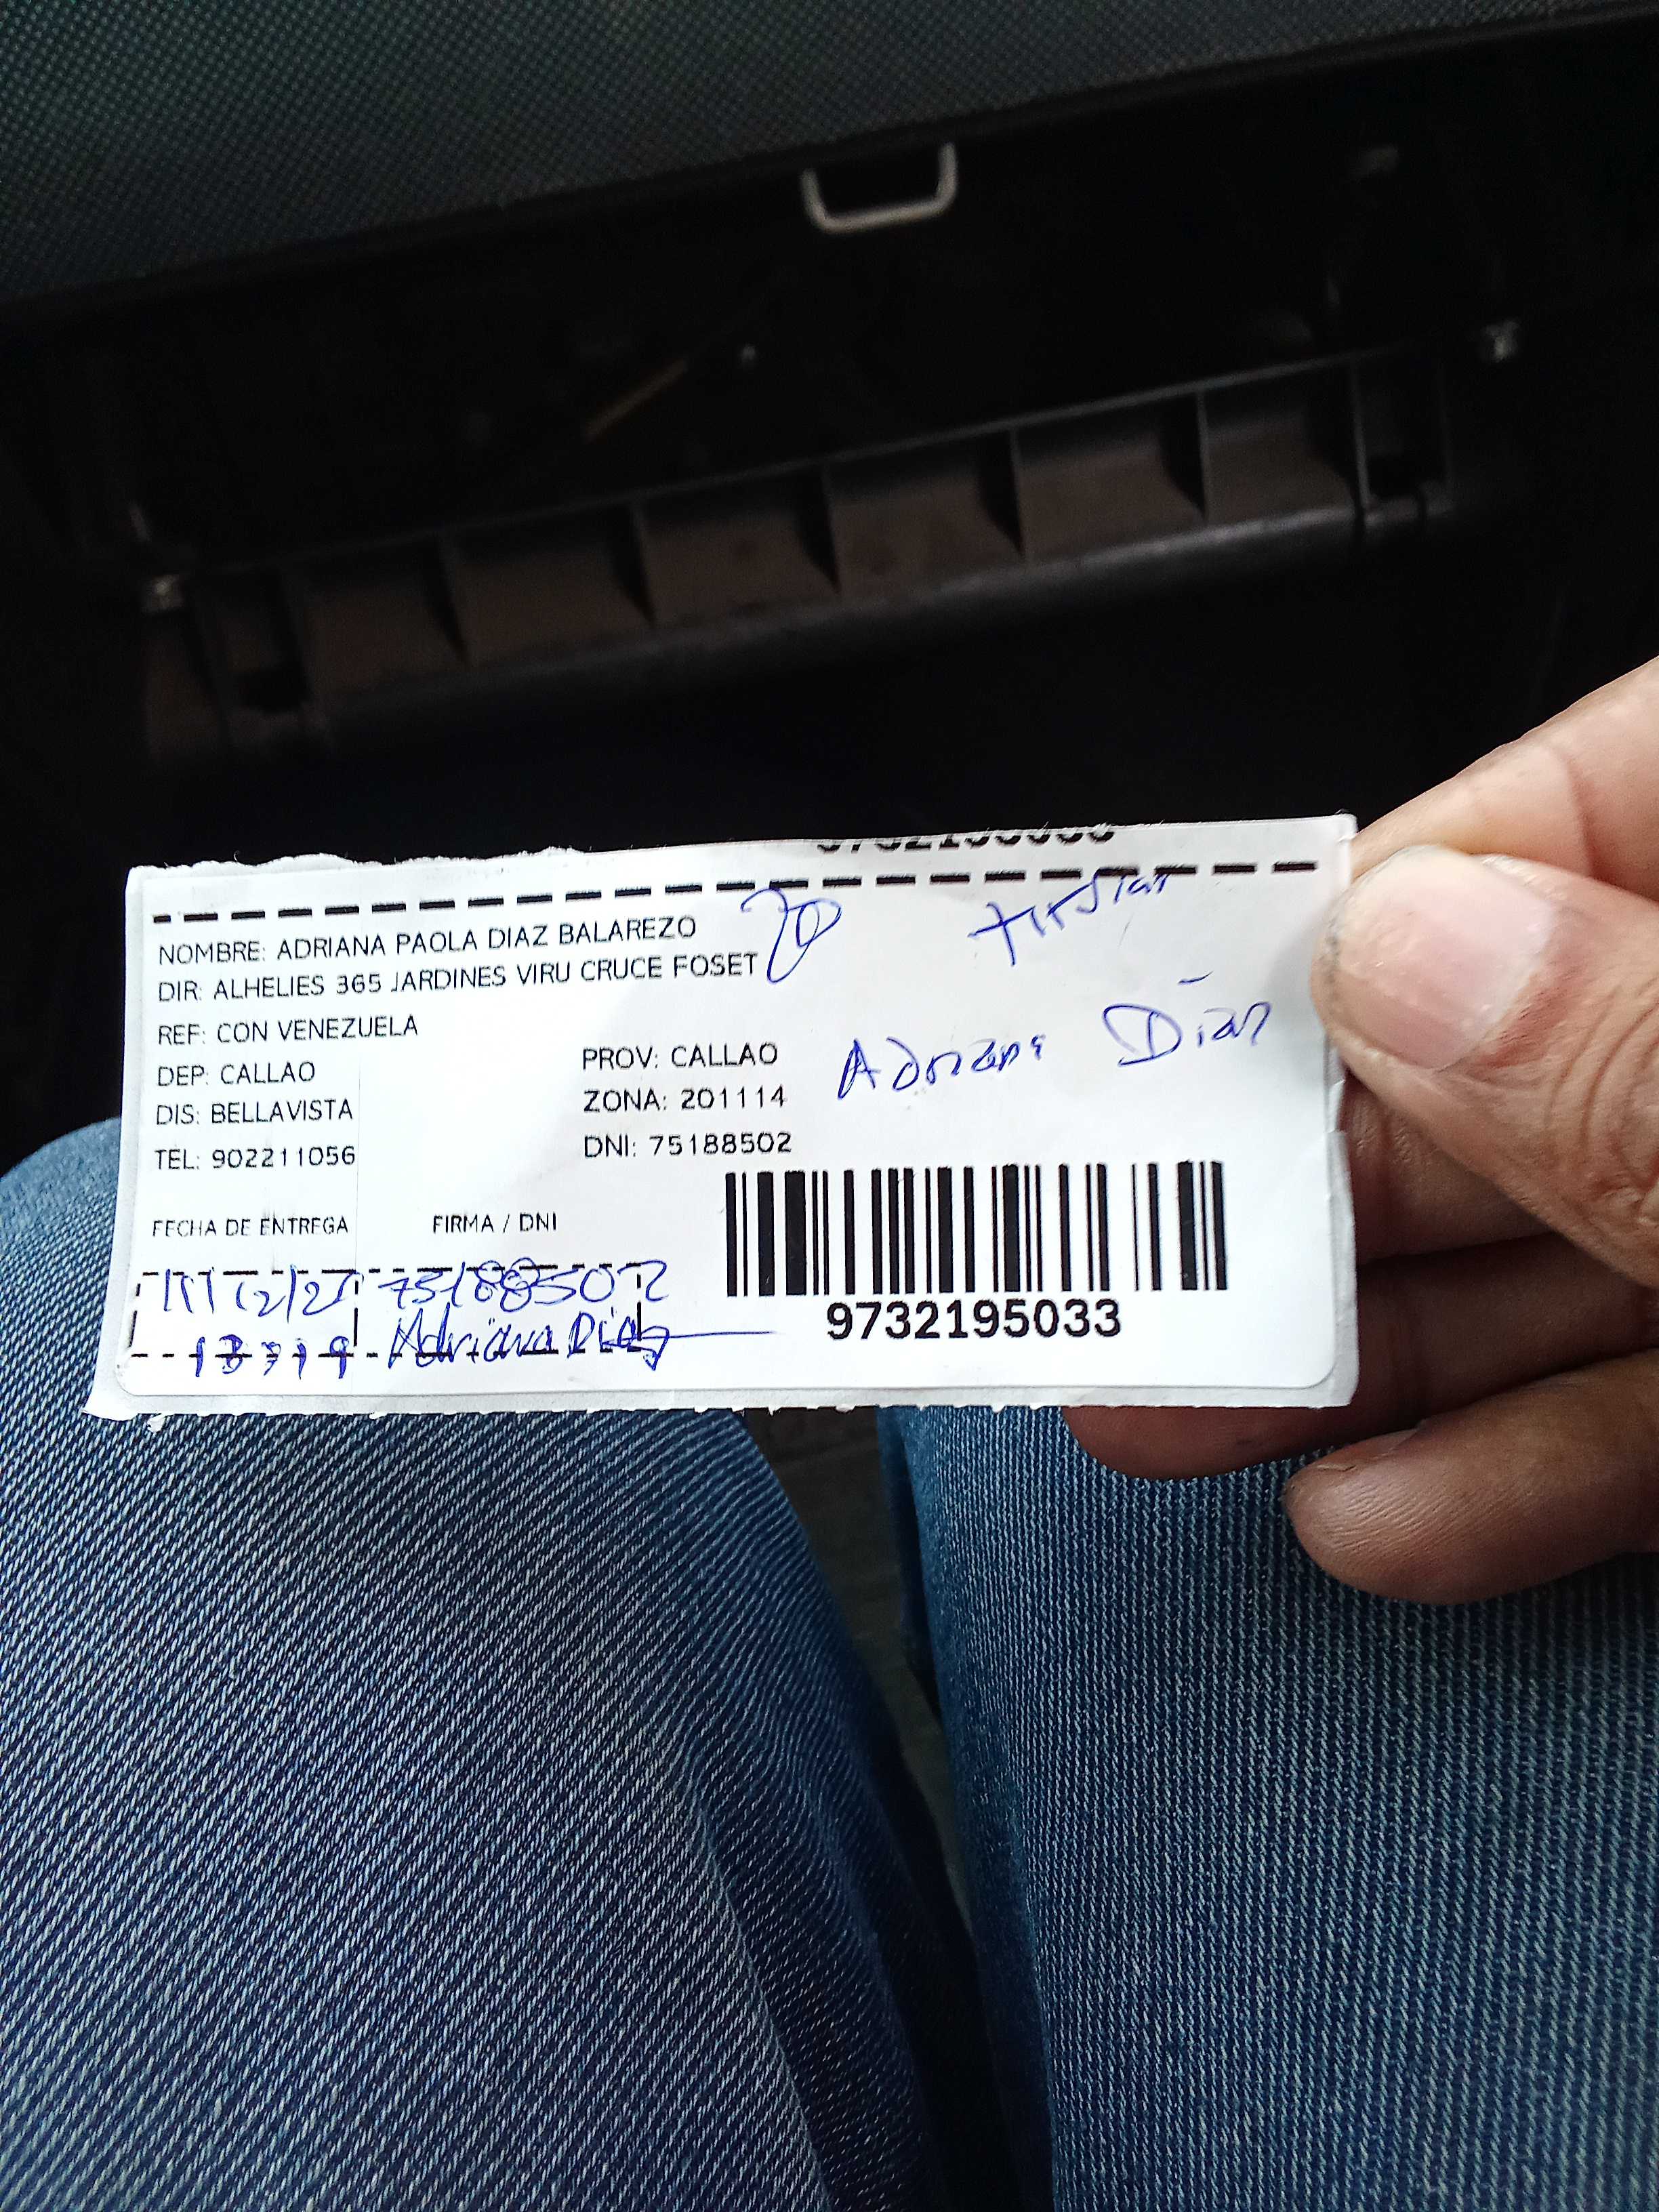 NOMBRE: ADRIANA PAOLA DIAZ BALAREZO
DIR: ALHELIES 365 JARDINES VIRU CRUCE FOSET
REF: CON VENEZUELA
DEP: CALLAO
PROV: CALLAO
Adriana Diaz
DIS: BELLAVISTA
ZONA: 201114
TEL: 902211056
DNI: 75188502
FECHA DE ENTREGA
FIRMA / DNI
75188502
Adriana Diaz
9732195033